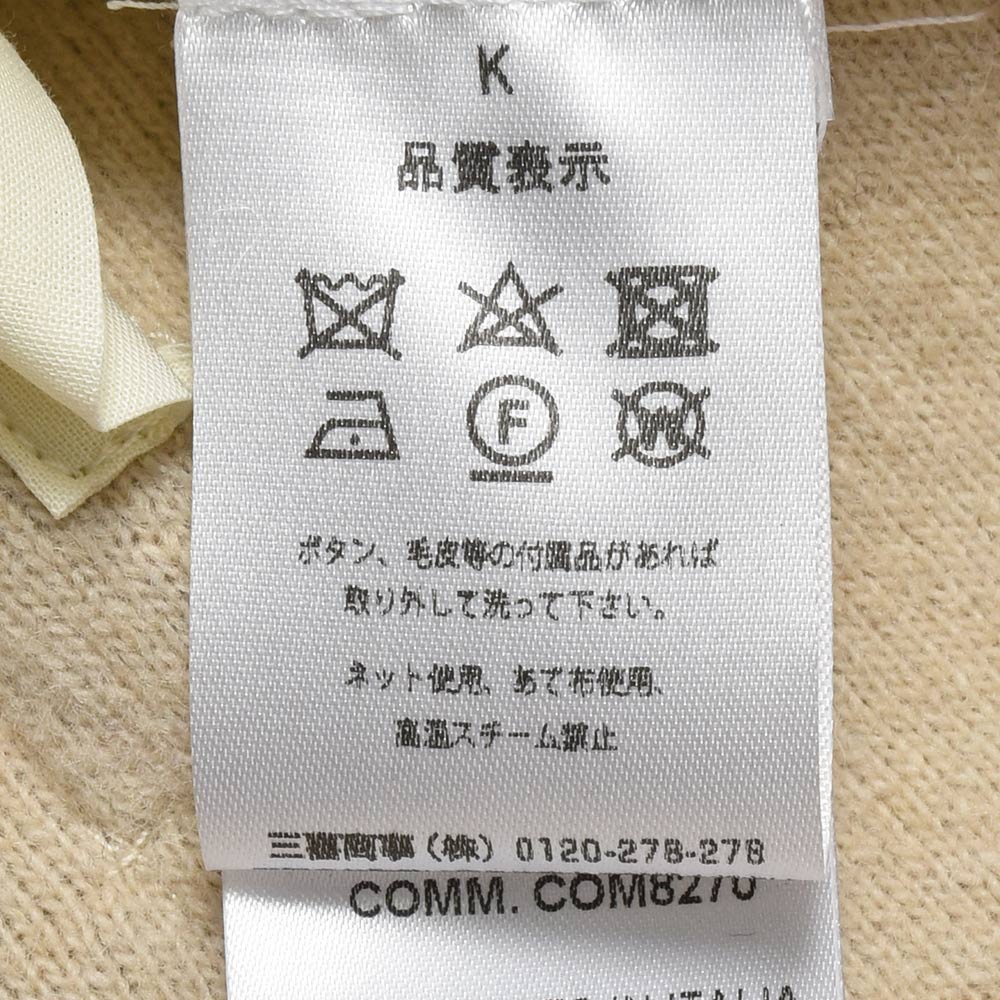 K
品質表示
F
W
ボタン、毛皮等の付属品があれば
取り外して洗って下さい。
ネット使用、あて布使用、
高温スチーム禁止
三喜商事（株）0120-278-278
COMM. COM8270
ITALIA